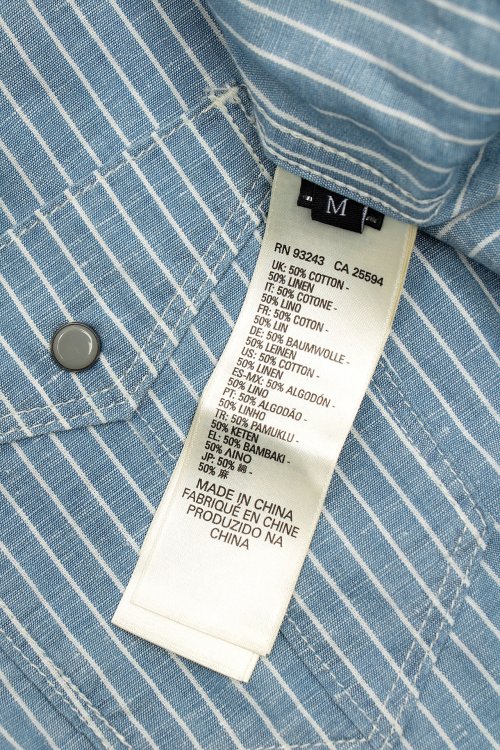 M
RN 93243 CA 25594
UK: 50% COTTON -
50% LINEN
IT: 50% COTONE -
50% LINO
FR: 50% COTON -
50% LIN
DE: 50% BAUMWOLLE -
50% LEINEN
US: 50% COTTON -
50% LINEN
ES-MX: 50% ALGODÓN -
50% LINO
PT: 50% ALGODÃO -
50% LINHO
TR: 50% PAMUKLU -
50% KETEN
EL: 50% ΒΑΜΒΑΚΙ -
50% ΛΙΝΟ
JP: 50% 綿 -
50% 麻
MADE IN CHINA
FABRIQUÉ EN CHINE
PRODUZIDO NA
CHINA